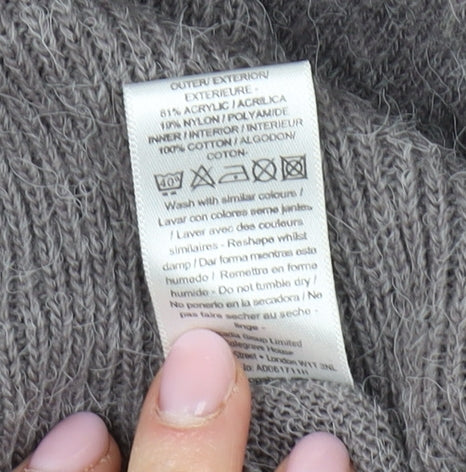 OUTER/ EXTERIOR/
EXTERIEURE -
81% ACRYLIC / ACRILICA
19% NYLON / POLYAMIDE
INNER / INTERIOR / INTERIEUR
100% COTTON / ALGODON/
COTON-
40°
Wash with similar colours /
Lavar con colores semejantes
/ Laver avec des couleurs
similaires - Reshape whilst
damp / Dar forma mientras este
humedo / Remettre en forme
humide - Do not tumble dry /
No ponerlo en la secadora / Ne
pas faire secher au seche -
linge -
Group Limited
House
Street • London W1T 3NL